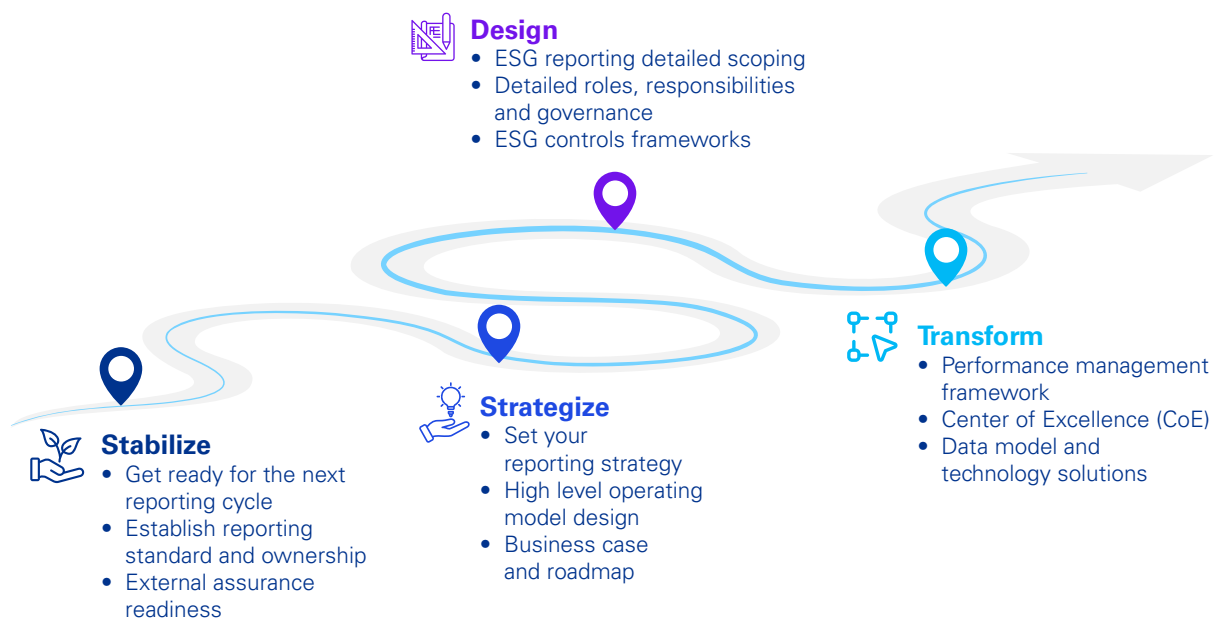 Design
• ESG reporting detailed scoping
• Detailed roles, responsibilities
and governance
• ESG controls frameworks
Stabilize
• Get ready for the next
reporting cycle
• Establish reporting
standard and ownership
• External assurance
readiness
Strategize
• Set your
reporting strategy
• High level operating
model design
• Business case
and roadmap
Transform
• Performance management
framework
• Center of Excellence (CoE)
• Data model and
technology solutions